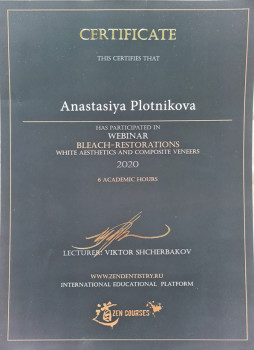 CERTIFICATE
THIS CERTIFIES THAT
Anastasiya Plotnikova
HAS PARTICIPATED IN
WEBINAR
BLEACH-RESTORATIONS
WHITE AESTHETICS AND COMPOSITE VENEERS
2020
6 ACADEMIC HOURS
LECTURER: VIKTOR SHCHERBAKOV
WWW.ZENDENTISTRY.RU
INTERNATIONAL EDUCATIONAL PLATFORM
道 ZEN COURSES